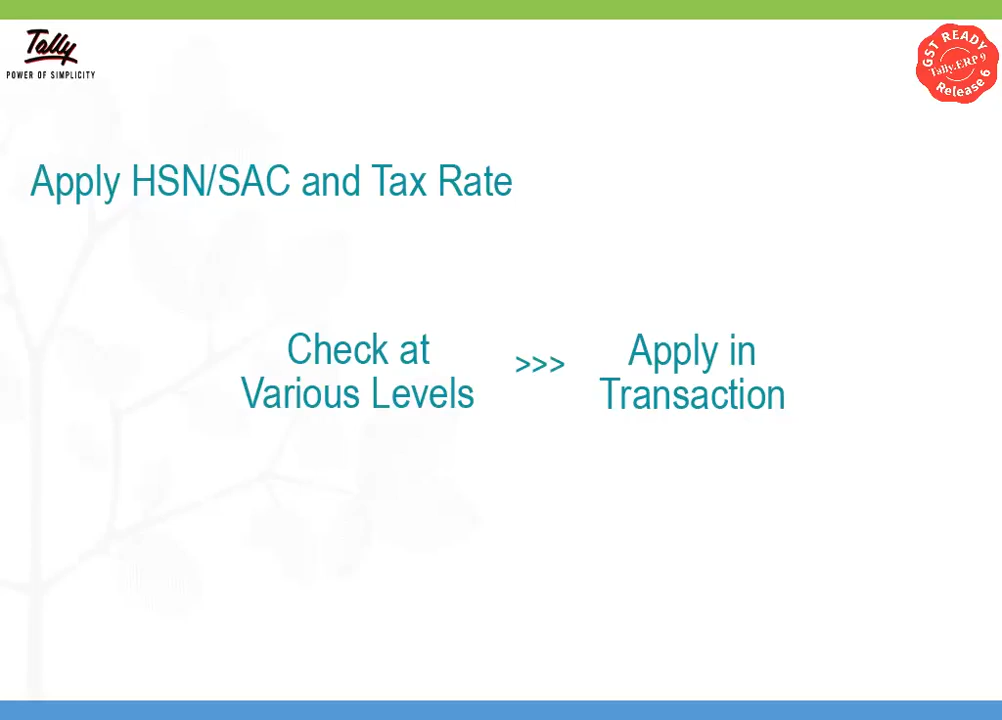 Tally
POWER OF SIMPLICITY
GST READY
Tally.ERP 9
Release 6
Apply HSN/SAC and Tax Rate
Check at
Various Levels
>>>
Apply in
Transaction